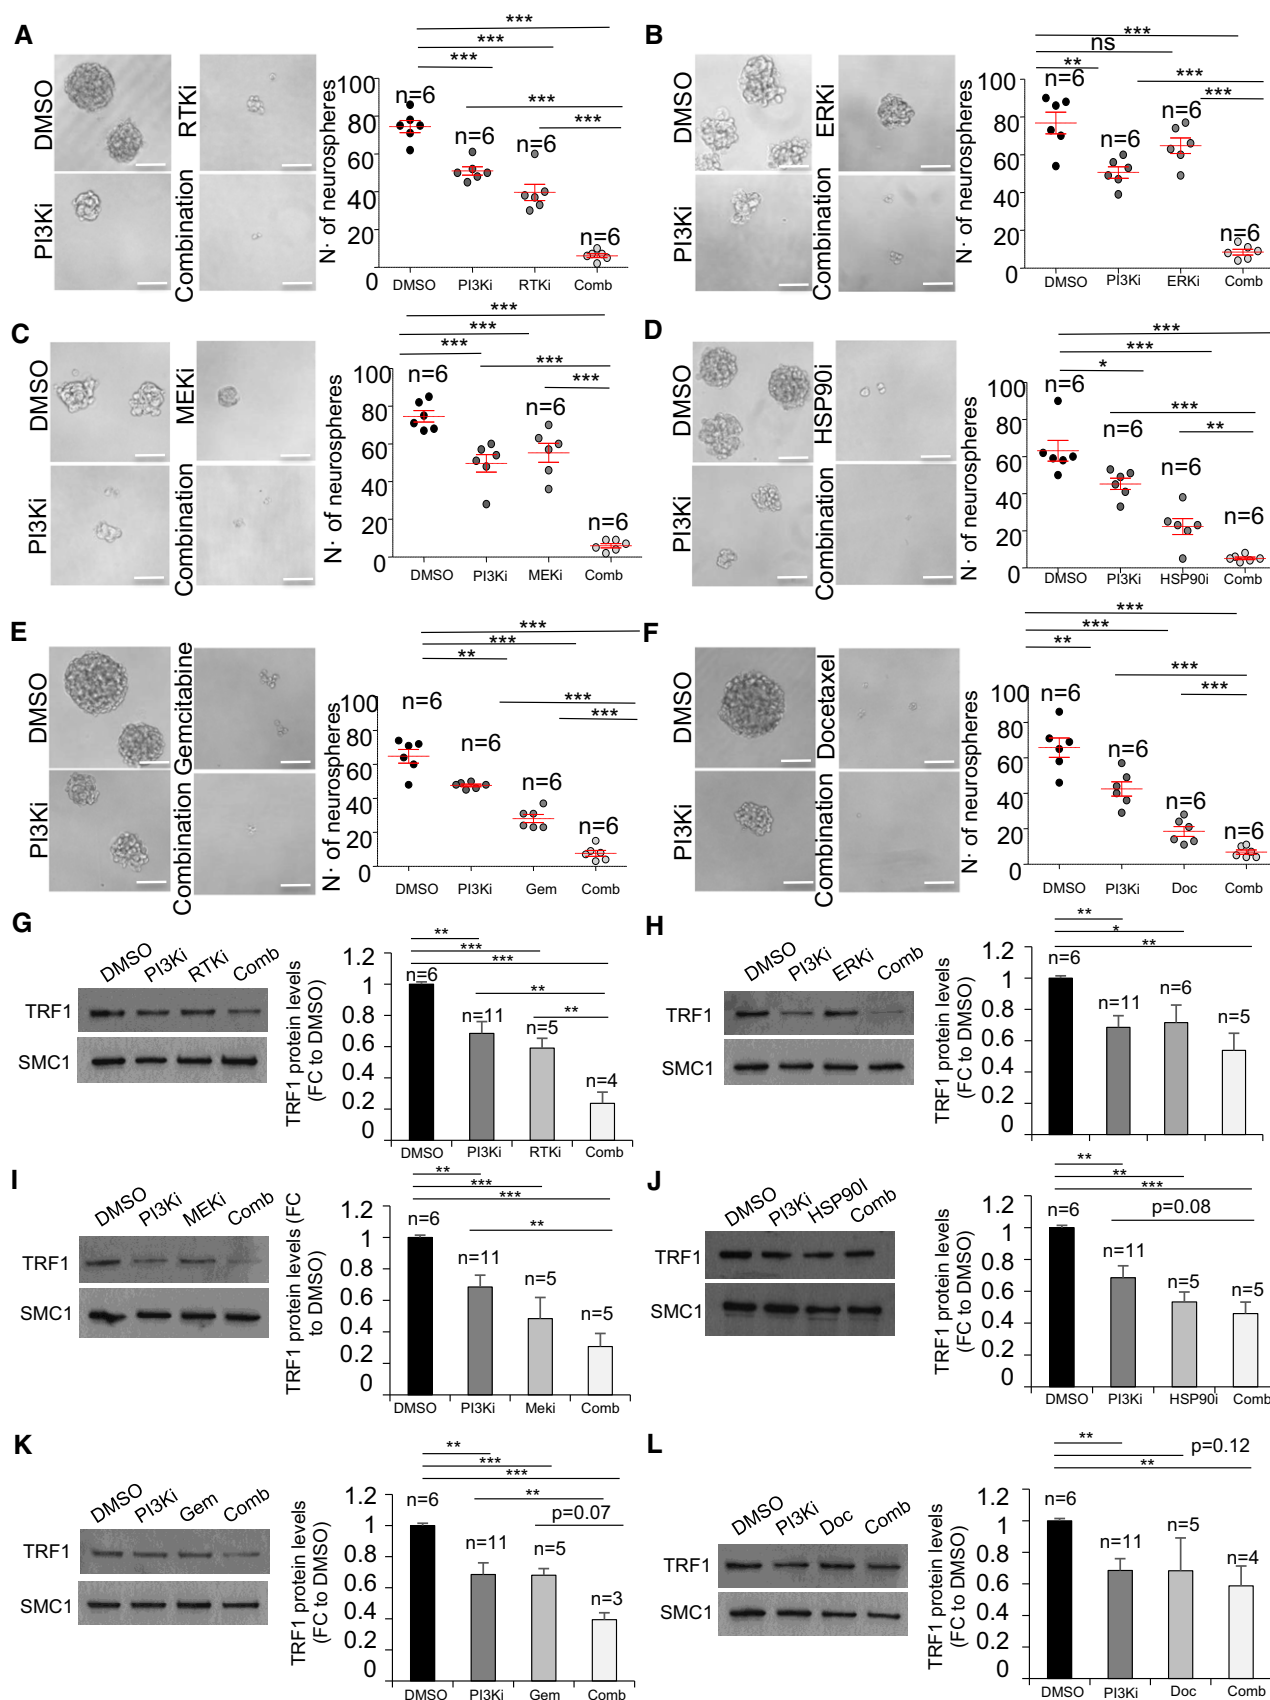 A
DMSO
RTKi
PI3Ki
Combination
N· of neurospheres
100
80
60
40
20
0
***
***
***
***
***
n=6
n=6
n=6
n=6
DMSO PI3Ki RTKi Comb
B
DMSO
ERKi
PI3Ki
Combination
N· of neurospheres
100
80
60
40
20
0
***
ns
**
***
***
n=6
n=6
n=6
n=6
DMSO PI3Ki ERKi Comb
C
DMSO
MEKi
PI3Ki
Combination
N· of neurospheres
100
80
60
40
20
0
***
***
***
***
***
n=6
n=6
n=6
n=6
DMSO PI3Ki MEKi Comb
D
DMSO
HSP90i
PI3Ki
Combination
N· of neurospheres
100
80
60
40
20
0
***
***
*
***
**
n=6
n=6
n=6
n=6
DMSO PI3Ki HSP90i Comb
E
DMSO
Gemcitabine
PI3Ki
Combination
N· of neurospheres
100
80
60
40
20
0
***
***
**
***
***
n=6
n=6
n=6
n=6
DMSO PI3Ki Gem Comb
F
DMSO
Docetaxel
PI3Ki
Combination
N· of neurospheres
100
80
60
40
20
0
***
***
**
***
***
n=6
n=6
n=6
n=6
DMSO PI3Ki Doc Comb
G
DMSO PI3Ki RTKi Comb
TRF1
SMC1
TRF1 protein levels
(FC to DMSO)
1.2
1
0.8
0.6
0.4
0.2
0
**
***
***
**
**
n=6
n=11
n=5
n=4
DMSO PI3Ki RTKi Comb
H
DMSO PI3Ki ERKi Comb
TRF1
SMC1
TRF1 protein levels
(FC to DMSO)
1.2
1
0.8
0.6
0.4
0.2
0
**
*
**
n=6
n=11
n=6
n=5
I
DMSO PI3Ki MEKi Comb
TRF1
SMC1
TRF1 protein levels (FC
to DMSO)
1.2
1
0.8
0.6
0.4
0.2
0
**
***
***
**
n=6
n=11
n=5
n=5
DMSO PI3Ki Meki Comb
J
DMSO PI3Ki HSP90I Comb
TRF1
SMC1
TRF1 protein levels
(FC to DMSO)
1.2
1
0.8
0.6
0.4
0.2
0
**
**
***
p=0.08
n=6
n=11
n=5
n=5
DMSO PI3Ki HSP90i Comb
K
DMSO PI3Ki Gem Comb
TRF1
SMC1
TRF1 protein levels
(FC to DMSO)
1.2
1
0.8
0.6
0.4
0.2
0
**
***
***
**
p=0.07
n=6
n=11
n=5
n=3
DMSO PI3Ki Gem Comb
L
DMSO PI3Ki Doc Comb
TRF1
SMC1
TRF1 protein levels
(FC to DMSO)
1.2
1
0.8
0.6
0.4
0.2
0
**
p=0.12
**
n=6
n=11
n=5
n=4
DMSO PI3Ki Doc Comb